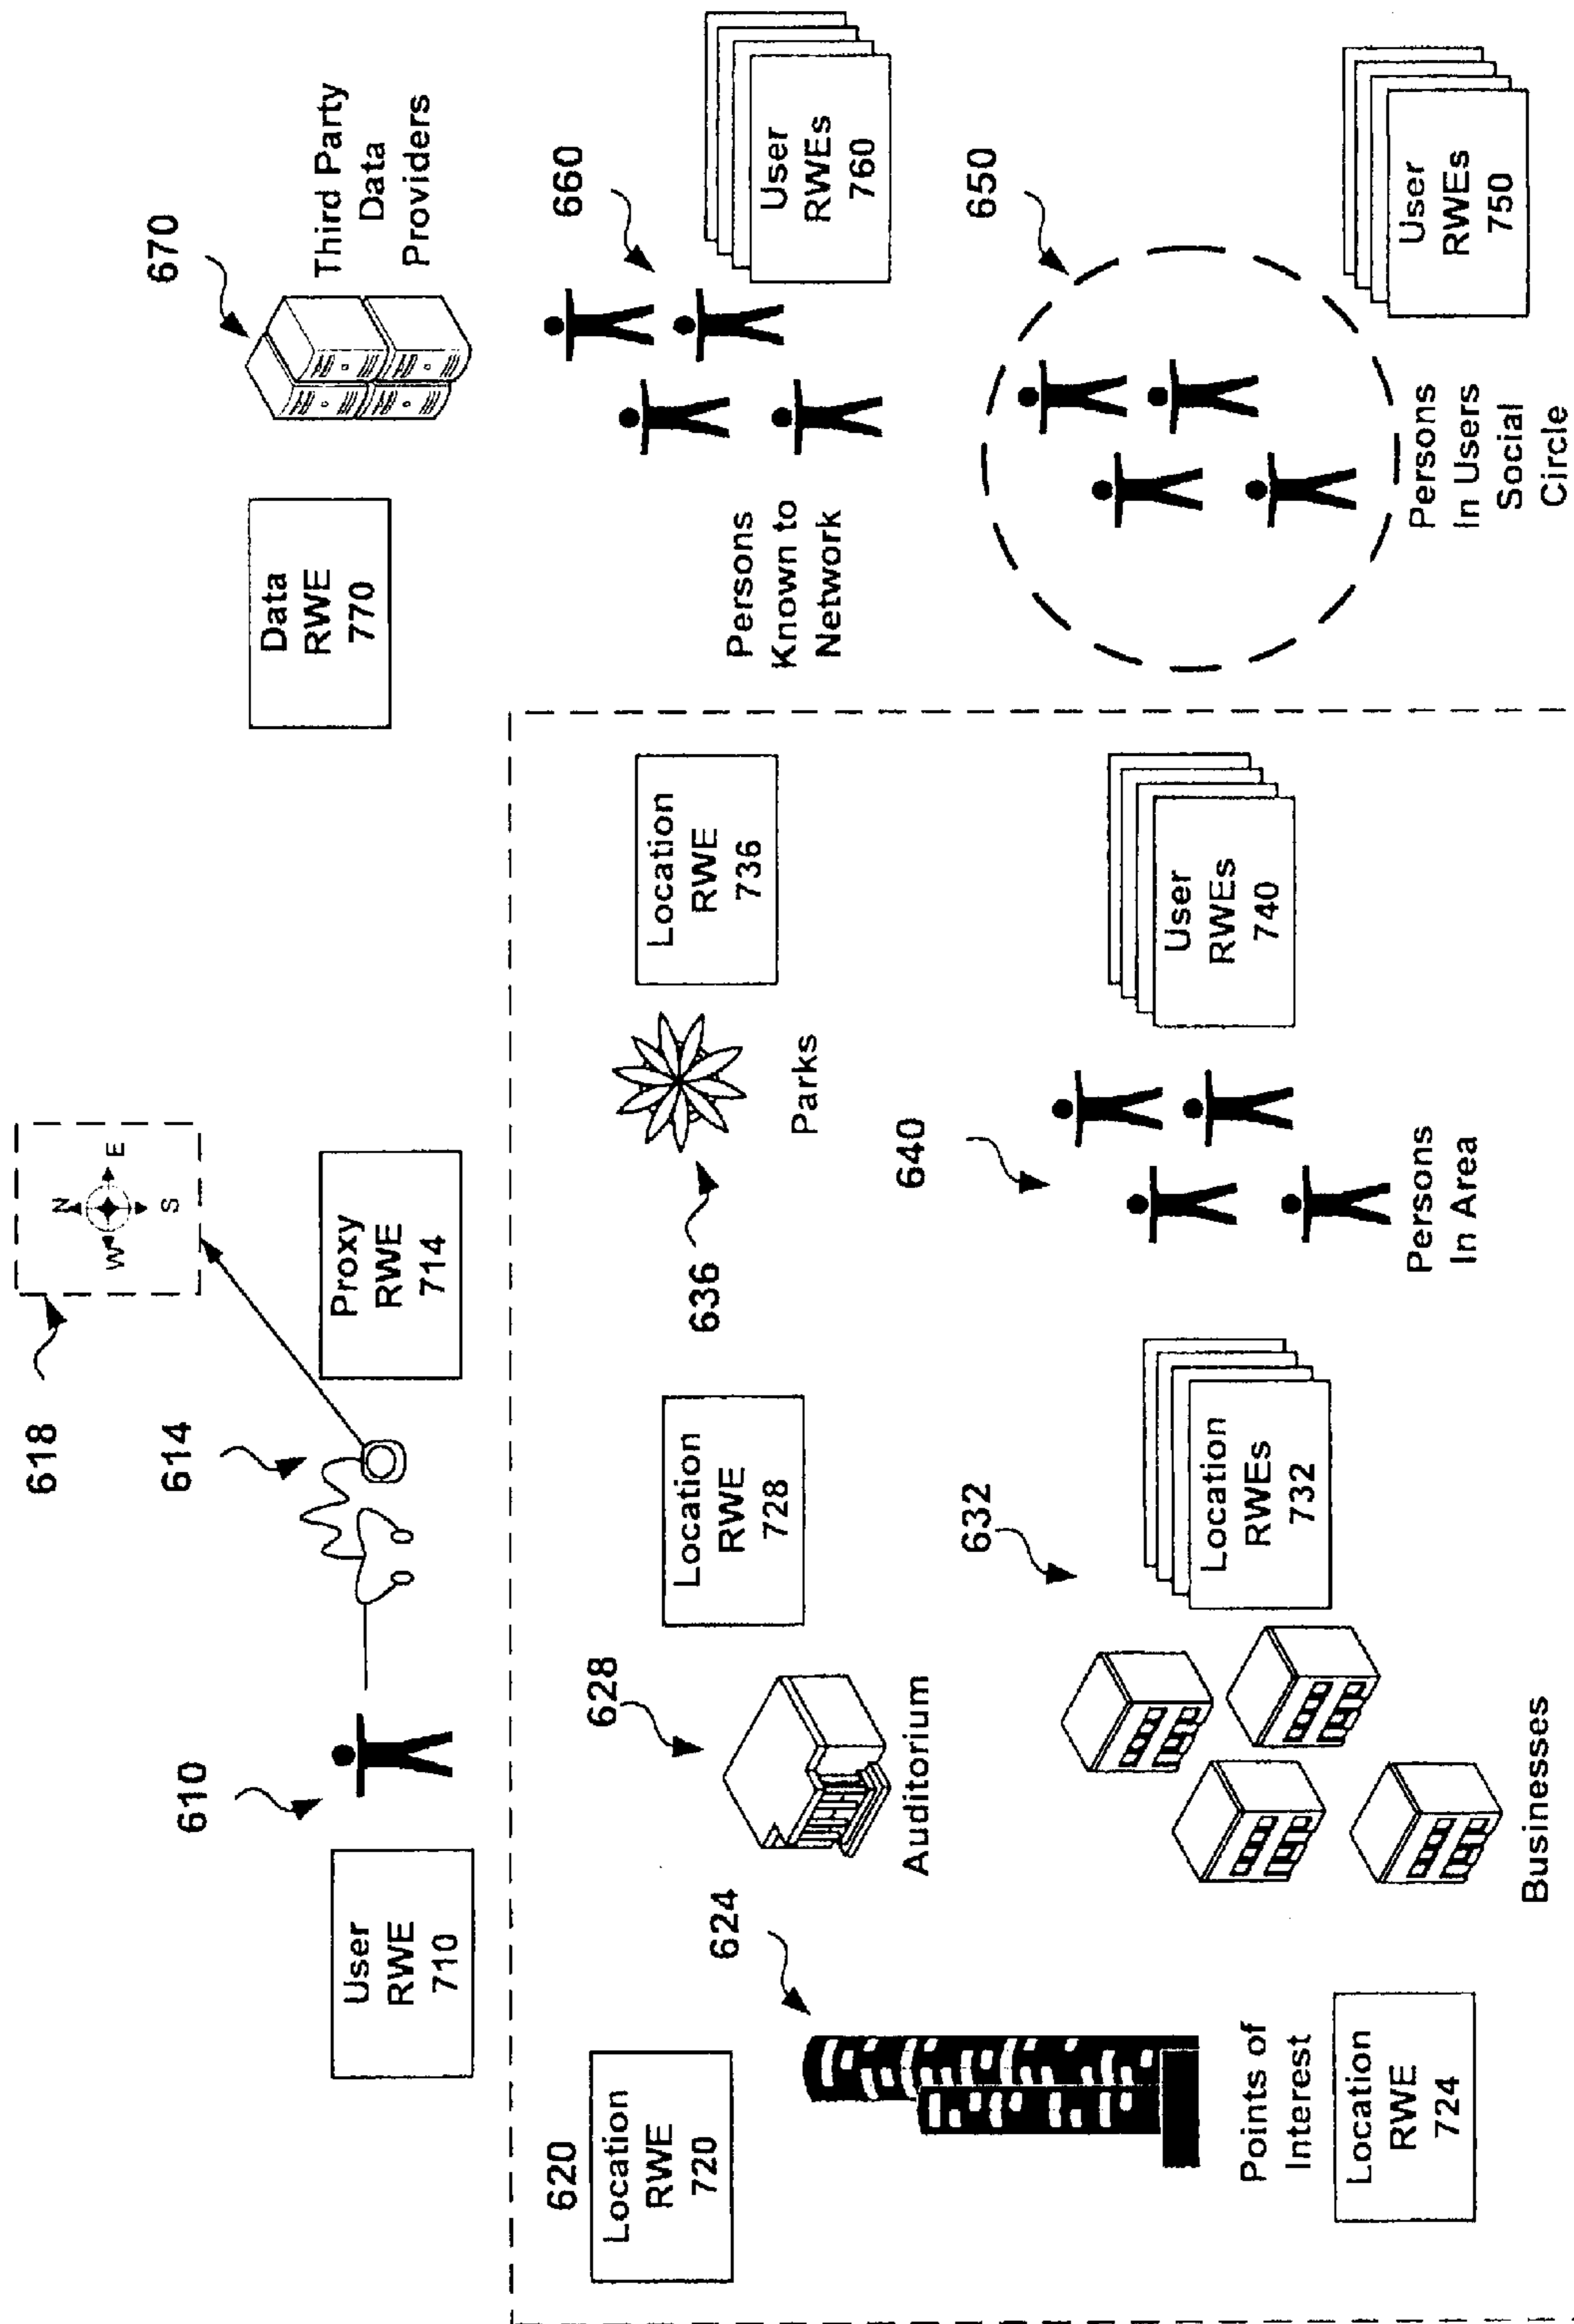 618
N
W
E
S
610
614
670
User
RWE
710
Proxy
RWE
714
Data
RWE
770
Third Party
Data
Providers
620
Location
RWE
720
624
Points of
Interest
Location
RWE
724
628
Auditorium
Location
RWE
728
636
Parks
Location
RWE
736
632
Businesses
Location
RWEs
732
640
Persons
In Area
User
RWEs
740
660
Persons
Known to
Network
User
RWEs
760
650
Persons
In Users
Social
Circle
User
RWEs
750